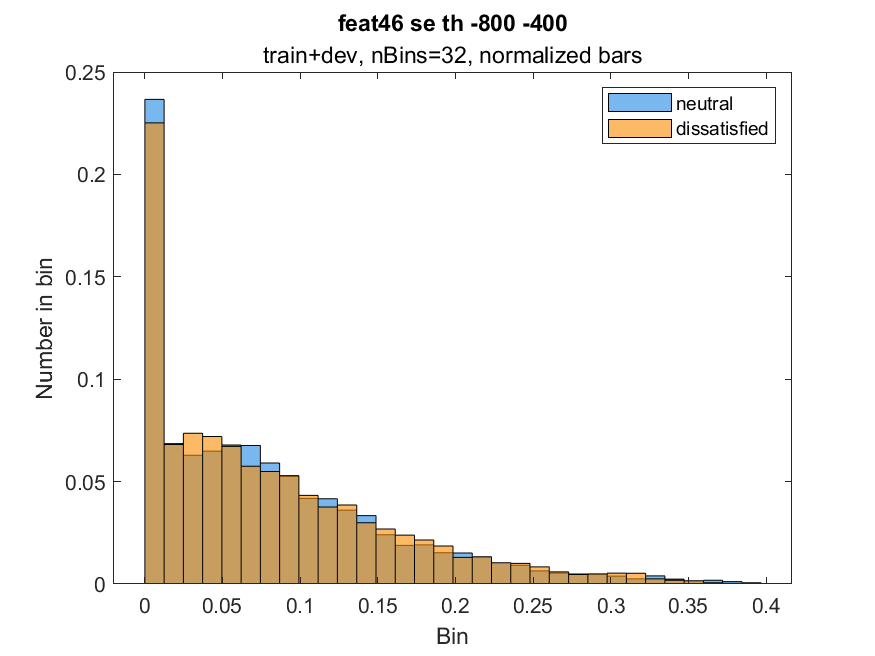 feat46 se th -800 -400
train+dev, nBins=32, normalized bars
neutral
dissatisfied
Number in bin
0.25
0.2
0.15
0.1
0.05
0
0 0.05 0.1 0.15 0.2 0.25 0.3 0.35 0.4
Bin